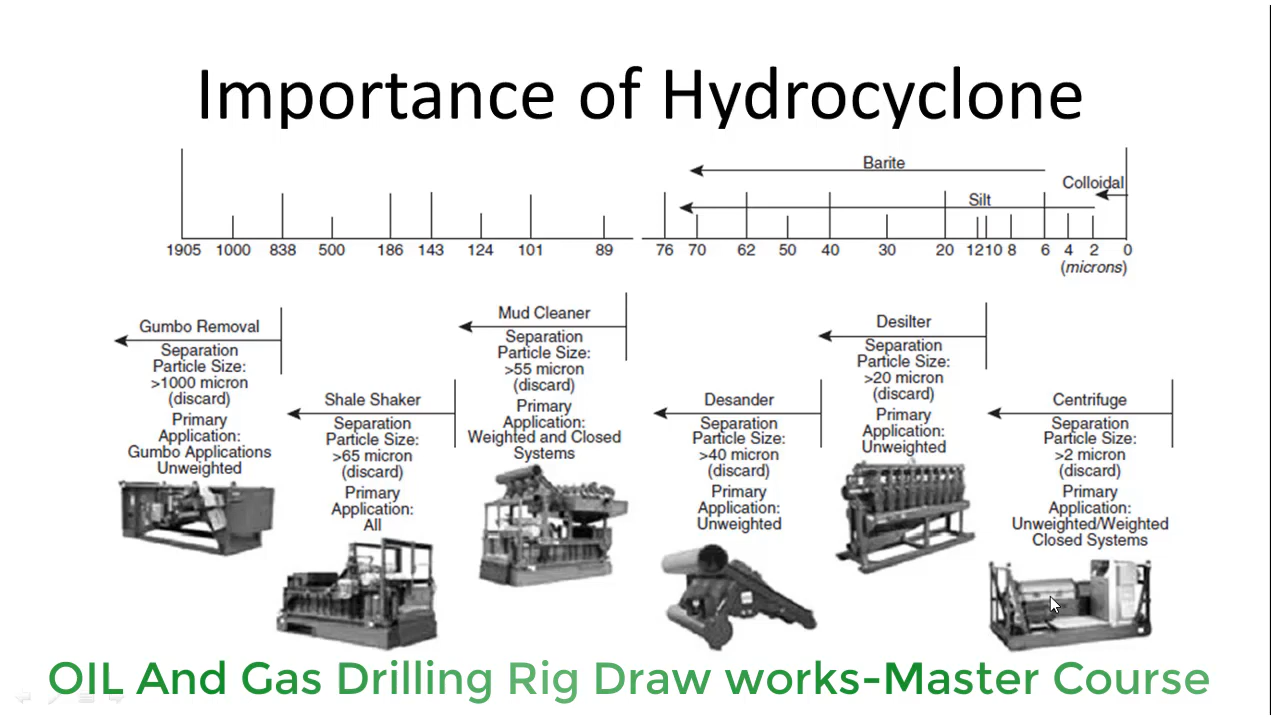 Importance of Hydrocyclone
Barite
Colloidal
Silt
1905 1000 838 500 186 143 124 101 89 76 70 62 50 40 30 20 1210 8 6 4 2 0
(microns)
Gumbo Removal
Separation
Particle Size:
>1000 micron
(discard)
Primary
Application:
Gumbo Applications
Unweighted
Shale Shaker
Separation
Particle Size:
>65 micron
(discard)
Primary
Application:
All
Mud Cleaner
Separation
Particle Size:
>55 micron
(discard)
Primary
Application:
Weighted and Closed
Systems
Desander
Separation
Particle Size:
>40 micron
(discard)
Primary
Application:
Unweighted
Desilter
Separation
Particle Size:
>20 micron
(discard)
Primary
Application:
Unweighted
Centrifuge
Separation
Particle Size:
>2 micron
(discard)
Primary
Application:
Unweighted/Weighted
Closed Systems
OIL And Gas Drilling Rig Draw works-Master Course